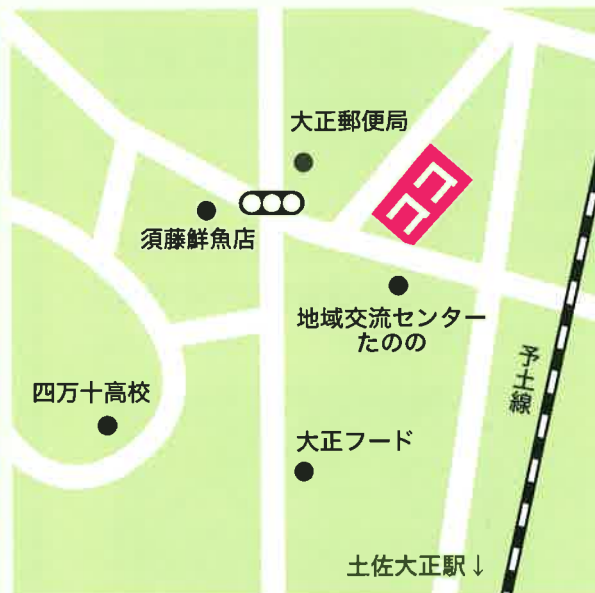 大正郵便局
ココ
須藤鮮魚店
地域交流センター
たのの
予土線
四万十高校
大正フード
土佐大正駅↓